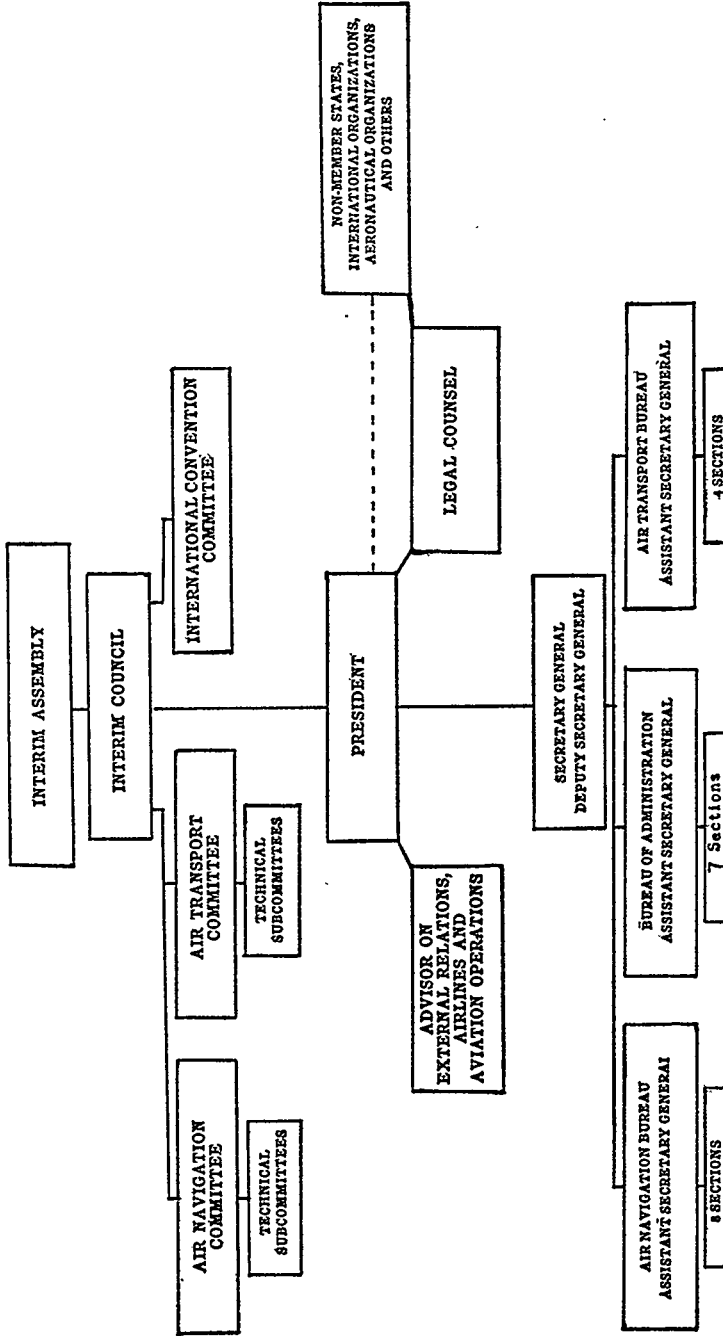 INTERIM ASSEMBLY
INTERIM COUNCIL
AIR NAVIGATION
COMMITTEE
TECHNICAL
SUBCOMMITTEES
AIR TRANSPORT
COMMITTEE
TECHNICAL
SUBCOMMITTEES
INTERNATIONAL CONVENTION
COMMITTEE
PRESIDENT
NON-MEMBER STATES,
INTERNATIONAL ORGANIZATIONS,
AERONAUTICAL ORGANIZATIONS
AND OTHERS
ADVISOR ON
EXTERNAL RELATIONS,
AIRLINES AND
AVIATION OPERATIONS
LEGAL COUNSEL
SECRETARY GENERAL
DEPUTY SECRETARY GENERAL
AIR NAVIGATION BUREAU
ASSISTANT SECRETARY GENERAL
8 SECTIONS
BUREAU OF ADMINISTRATION
ASSISTANT SECRETARY GENERAL
7 Sections
AIR TRANSPORT BUREAU
ASSISTANT SECRETARY GENERAL
4 SECTIONS